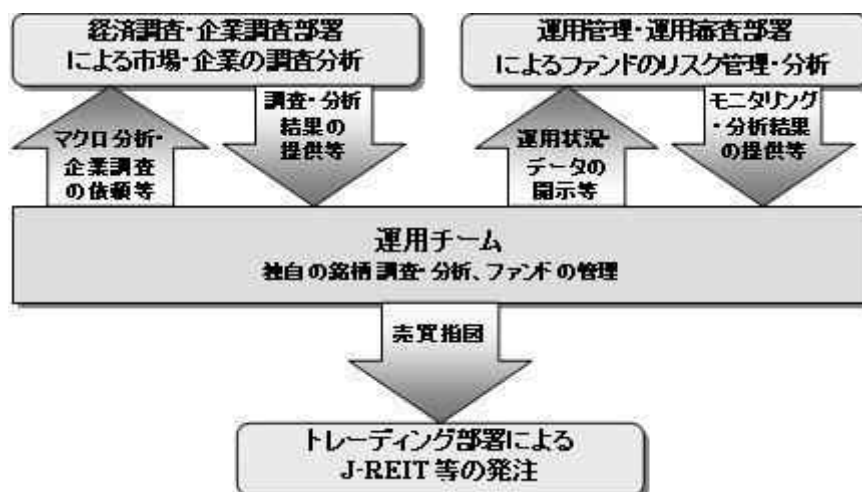 経済調査・企業調査部署
による市場・企業の調査分析
運用管理・運用審査部署
によるファンドのリスク管理・分析
マクロ分析・
企業調査
の依頼等
調査・分析
結果の
提供等
運用状況・
データの
開示等
モニタリング
・分析結果
の提供等
運用チーム
独自の銘柄調査・分析、ファンドの管理
売買指図
トレーディング部署による
J-REIT等の発注